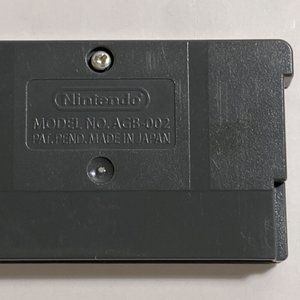 Nintendo
MODEL NO. AGB-002
PAT. PEND. MADE IN JAPAN